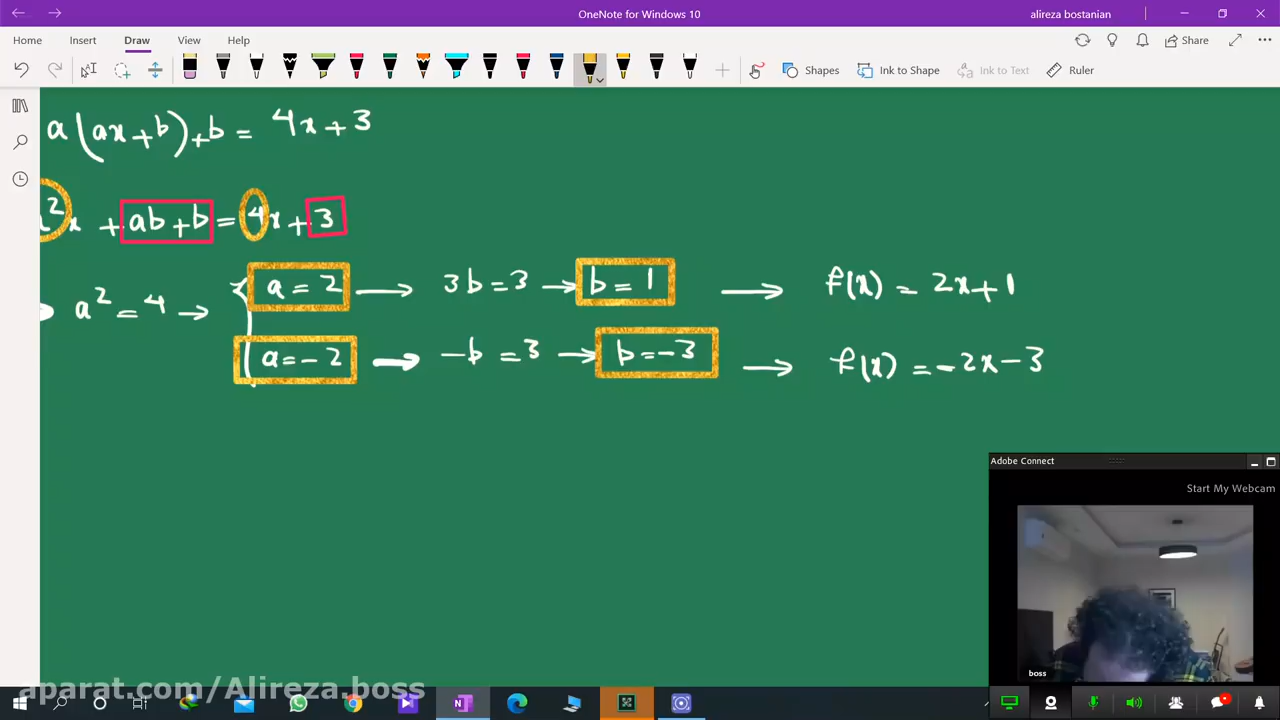 OneNote for Windows 10
alireza bostanian
Home Insert Draw View Help
Share
Shapes Ink to Shape Ink to Text Ruler
a(ax+b)+b = 4x+3
a²x + ab+b = 4x+3
a² = 4 → { a = 2 → 3b = 3 → b = 1 → f(x) = 2x+1
a = -2 → -b = 3 → b = -3 → f(x) = -2x-3
Adobe Connect
Start My Webcam
boss
aparat.com/Alireza.boss